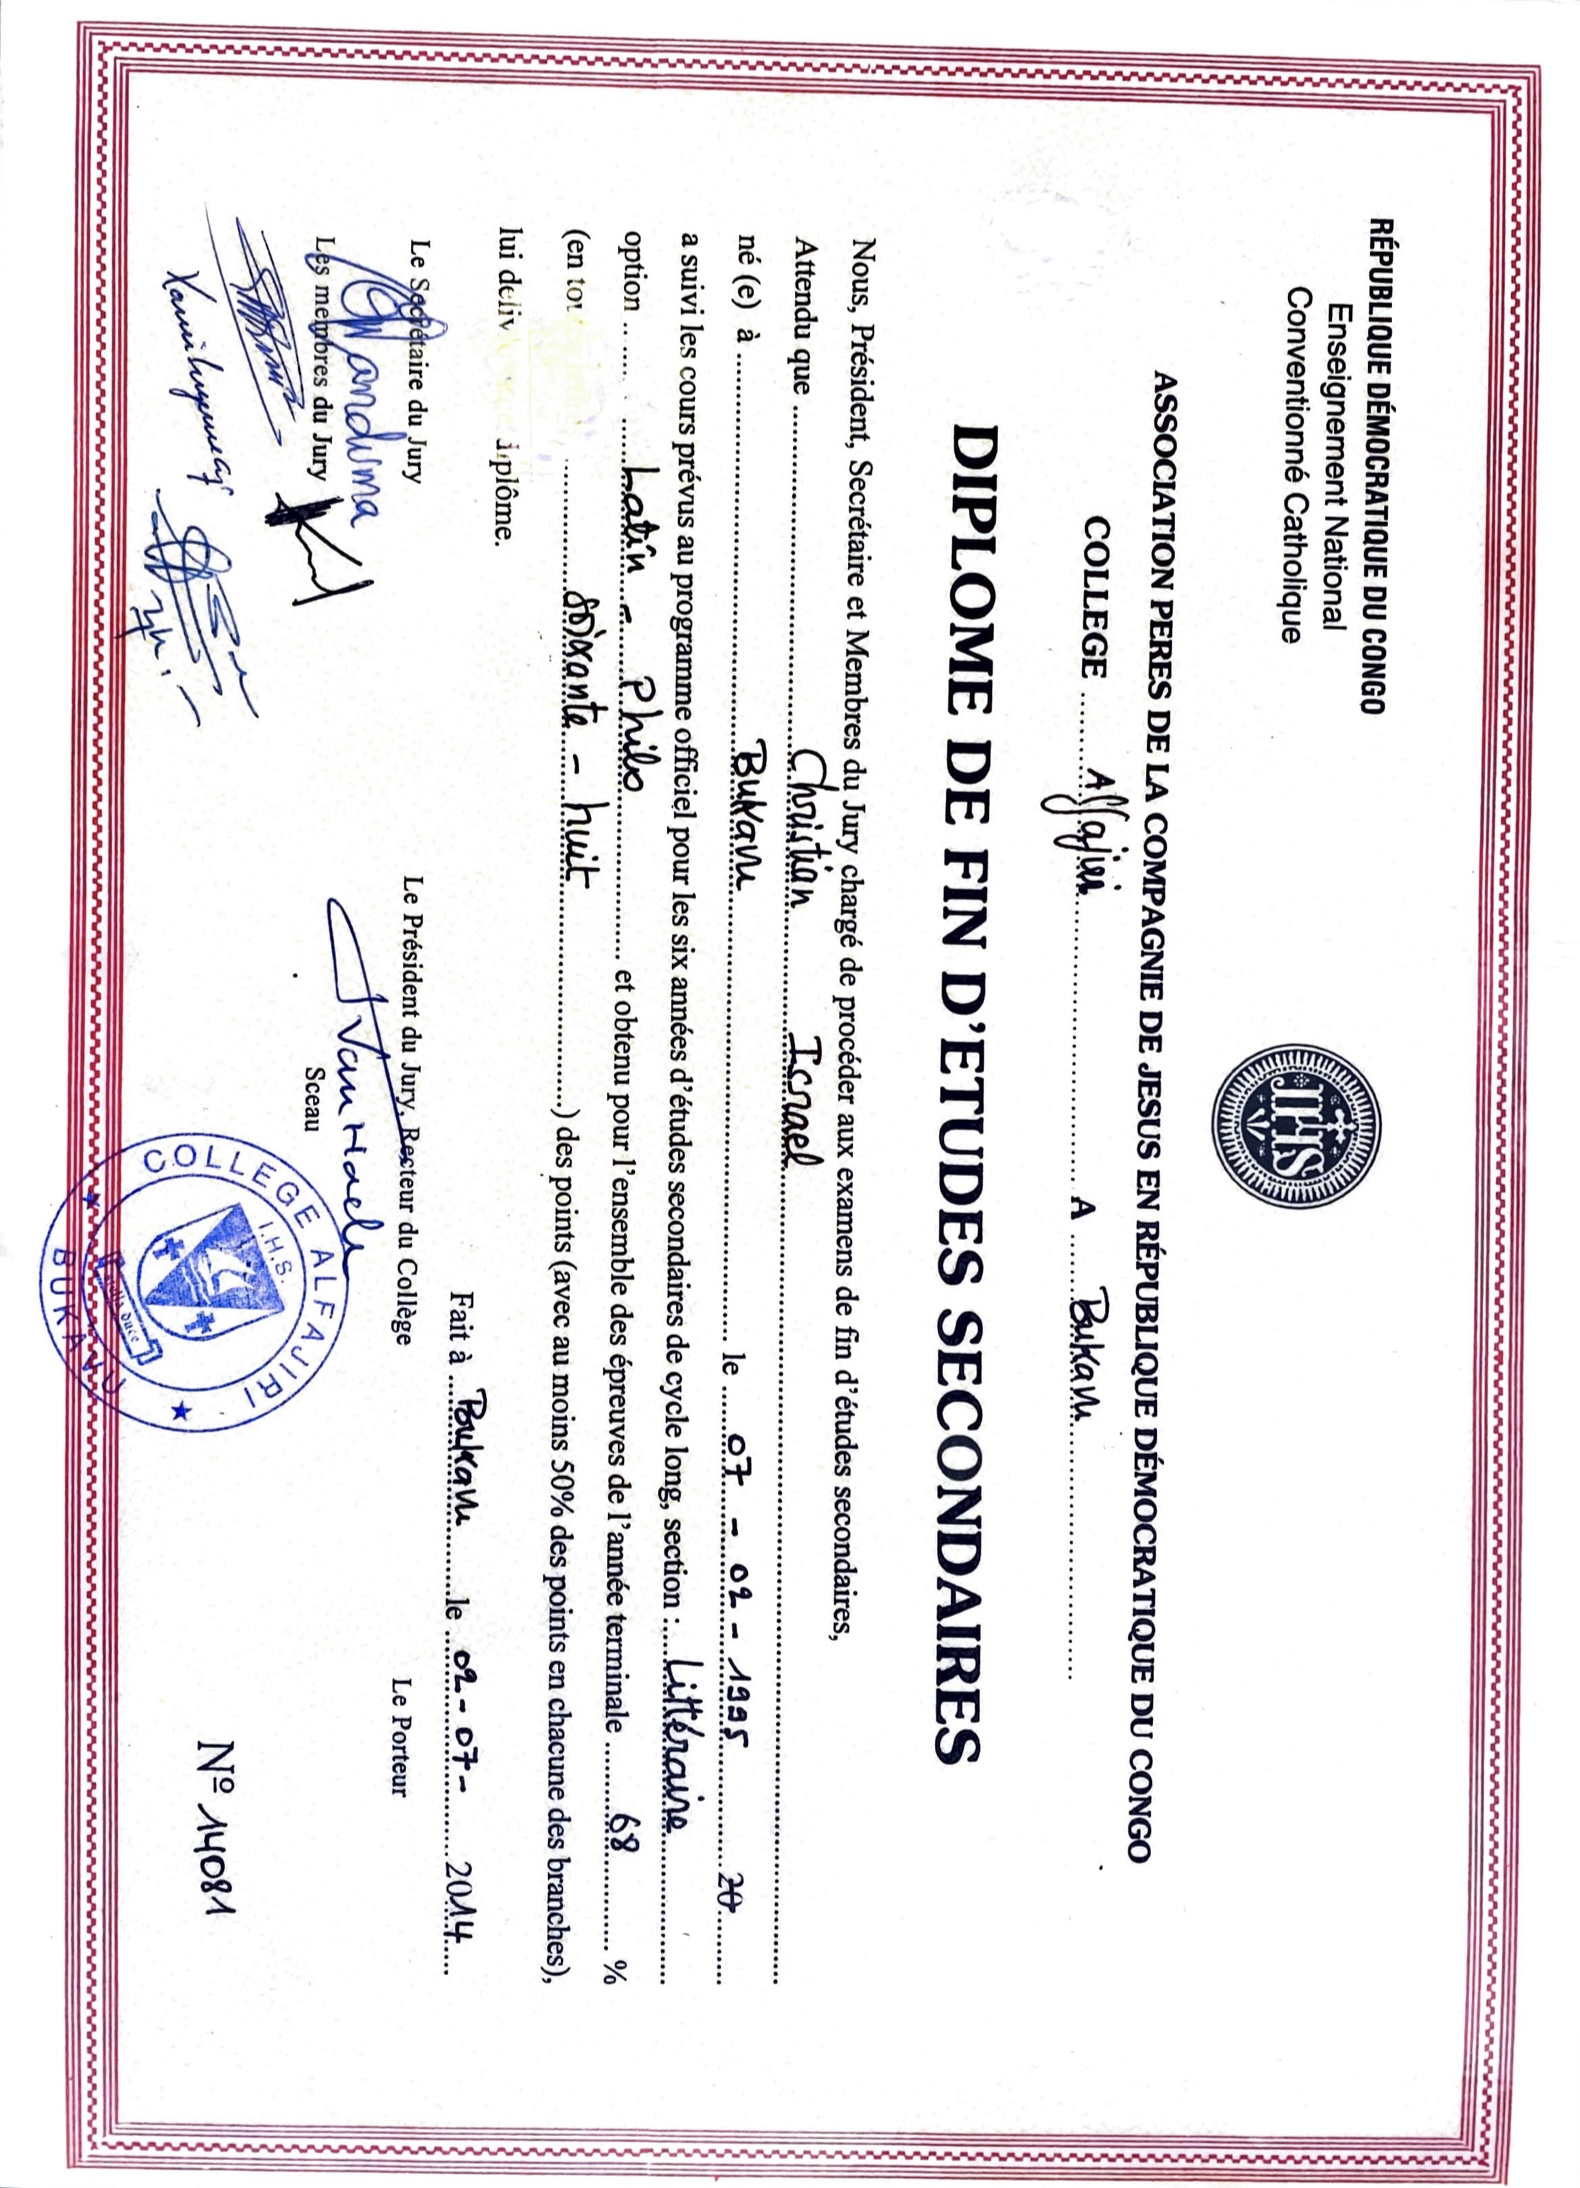 RÉPUBLIQUE DÉMOCRATIQUE DU CONGO
Enseignement National
Conventionné Catholique
IHS
ASSOCIATION PERES DE LA COMPAGNIE DE JESUS EN RÉPUBLIQUE DÉMOCRATIQUE DU CONGO
COLLEGE Alfajiri A Bukavu
DIPLOME DE FIN D'ETUDES SECONDAIRES
Nous, Président, Secrétaire et Membres du Jury chargé de procéder aux examens de fin d'études secondaires,
Attendu que Christian Israel
né (e) à Bukavu le 07 - 02 - 1995 20
a suivi les cours prévus au programme officiel pour les six années d'études secondaires de cycle long, section : Littéraire
option Latin - Philo et obtenu pour l'ensemble des épreuves de l'année terminale 68 %
(en tou soixante - huit ) des points (avec au moins 50% des points en chacune des branches),
lui déliv iplôme.
Fait à Bukavu le 02-07- 2014
Le Secrétaire du Jury Le Président du Jury, Recteur du Collège Le Porteur
Les membres du Jury Sceau
COLLEGE ALFAJIRI
I.H.S.
BUKAVU
Nº 14081